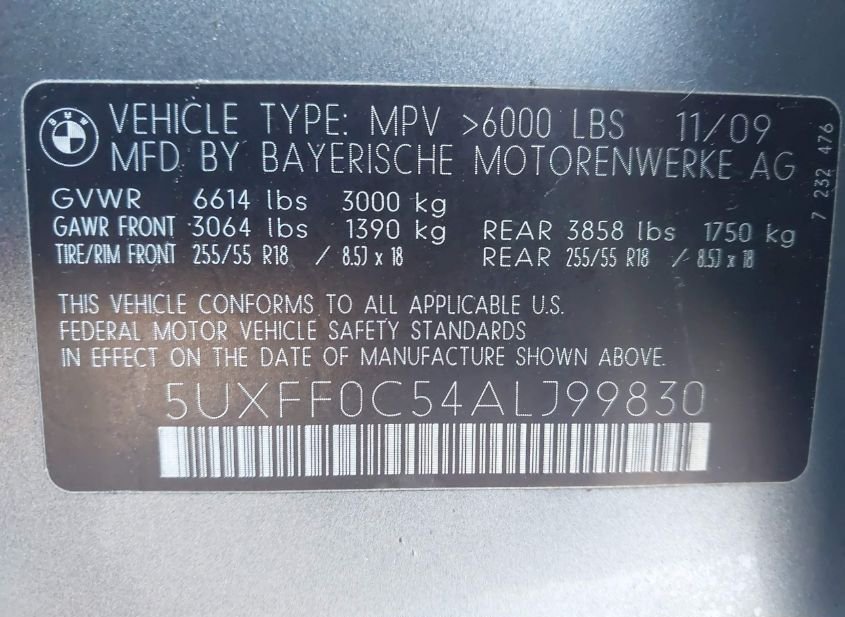 BMW
VEHICLE TYPE: MPV >6000 LBS 11/09
MFD BY BAYERISCHE MOTORENWERKE AG
GVWR 6614 lbs 3000 kg
GAWR FRONT 3064 lbs 1390 kg REAR 3858 lbs 1750 kg
TIRE/RIM FRONT 255/55 R18 / 8.5J x 18 REAR 255/55 R18 / 8.5J x 18
THIS VEHICLE CONFORMS TO ALL APPLICABLE U.S.
FEDERAL MOTOR VEHICLE SAFETY STANDARDS
IN EFFECT ON THE DATE OF MANUFACTURE SHOWN ABOVE.
5UXFF0C54ALJ99830
7 232 476